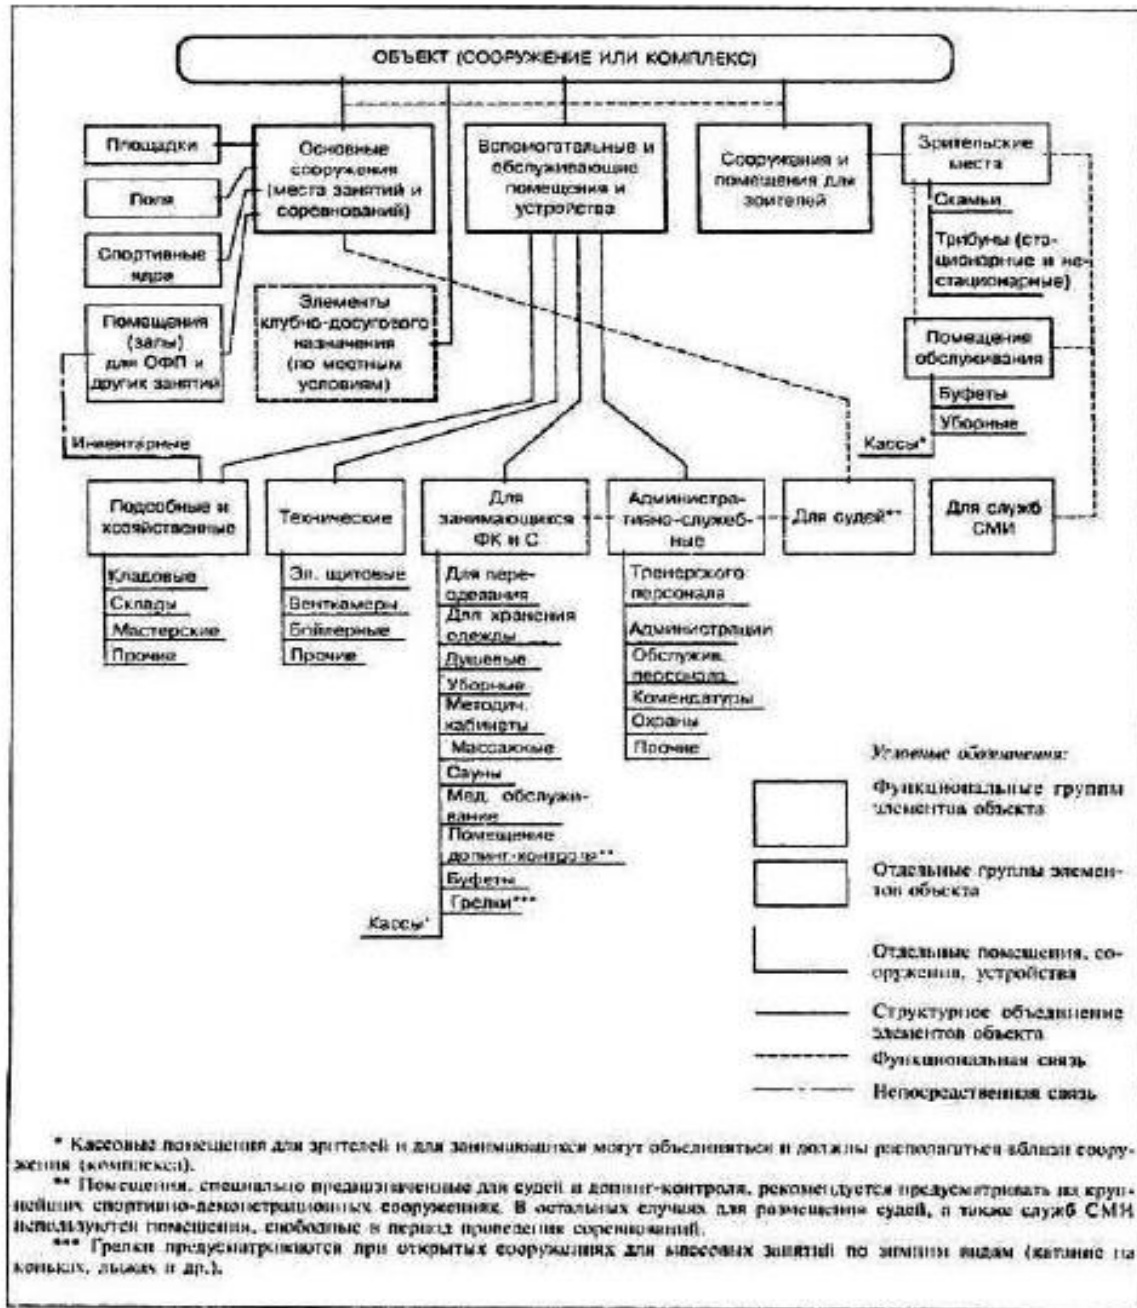 ОБЪЕКТ (СООРУЖЕНИЕ ИЛИ КОМПЛЕКС)
Площадки
Поля
Спортивные
ядра
Помещения
(залы)
для ОФП и
других занятий
Инвентарные
Основные
сооружения
(места занятий и
соревнований)
Элементы
клубно-досугового
назначения
(по местным
условиям)
Вспомогательные и
обслуживающие
помещения и
устройства
Сооружения и
помещения для
зрителей
Зрительские
места
Скамьи
Трибуны (ста-
ционарные и не-
стационарные)
Помещения
обслуживания
Буфеты
Уборные
Кассы*
Подсобные и
хозяйственные
Кладовые
Склады
Мастерские
Прочие
Технические
Эл. щитовые
Венткамеры
Бойлерные
Прочие
Для
занимающихся
ФК и С
Для пере-
одевания
Для хранения
одежды
Душевые
Уборные
Методич.
кабинеты
Массажные
Сауны
Мед. обслужи-
вание
Помещение
допинг-контроля**
Буфеты
Грелки***
Кассы*
Администра-
тивно-служеб-
ные
Тренерского
персонала
Администрации
Обслужив.
персонала
Комендатуры
Охраны
Прочие
Для судей**
Для служб
СМИ
Условные обозначения:
Функциональные группы
элементов объекта
Отдельные группы элемен-
тов объекта
Отдельные помещения, со-
оружения, устройства
Структурное объединение
элементов объекта
Функциональная связь
Непосредственная связь
* Кассовые помещения для зрителей и для занимающихся могут объединяться и должны располагаться вблизи соору-
жения (комплекса).
** Помещения, специально предназначенные для судей и допинг-контроля, рекомендуется предусматривать на круп-
нейших спортивно-демонстрационных сооружениях. В остальных случаях для размещения судей, а также служб СМИ
используются помещения, свободные в период проведения соревнований.
*** Грелки предусматриваются при открытых сооружениях для массовых занятий по зимним видам (катание на
коньках, лыжах и др.).